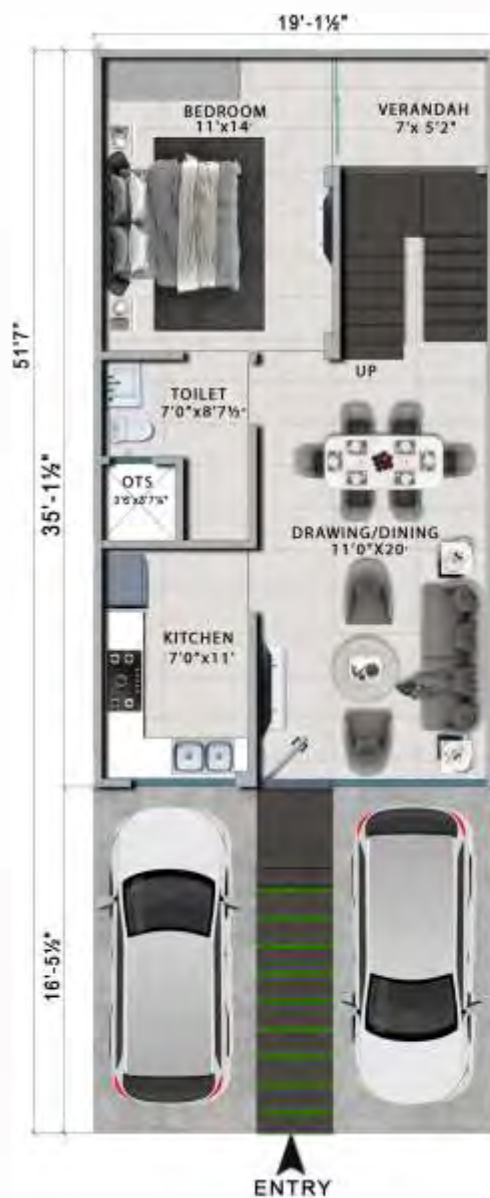 19'-1½"
BEDROOM
11'x14'
VERANDAH
7'x 5'2"
51'7"
35'-1½"
UP
TOILET
7'0"x8'7½"
OTS
DRAWING/DINING
11'0"X20'
KITCHEN
7'0"x11'
16'-5½"
ENTRY